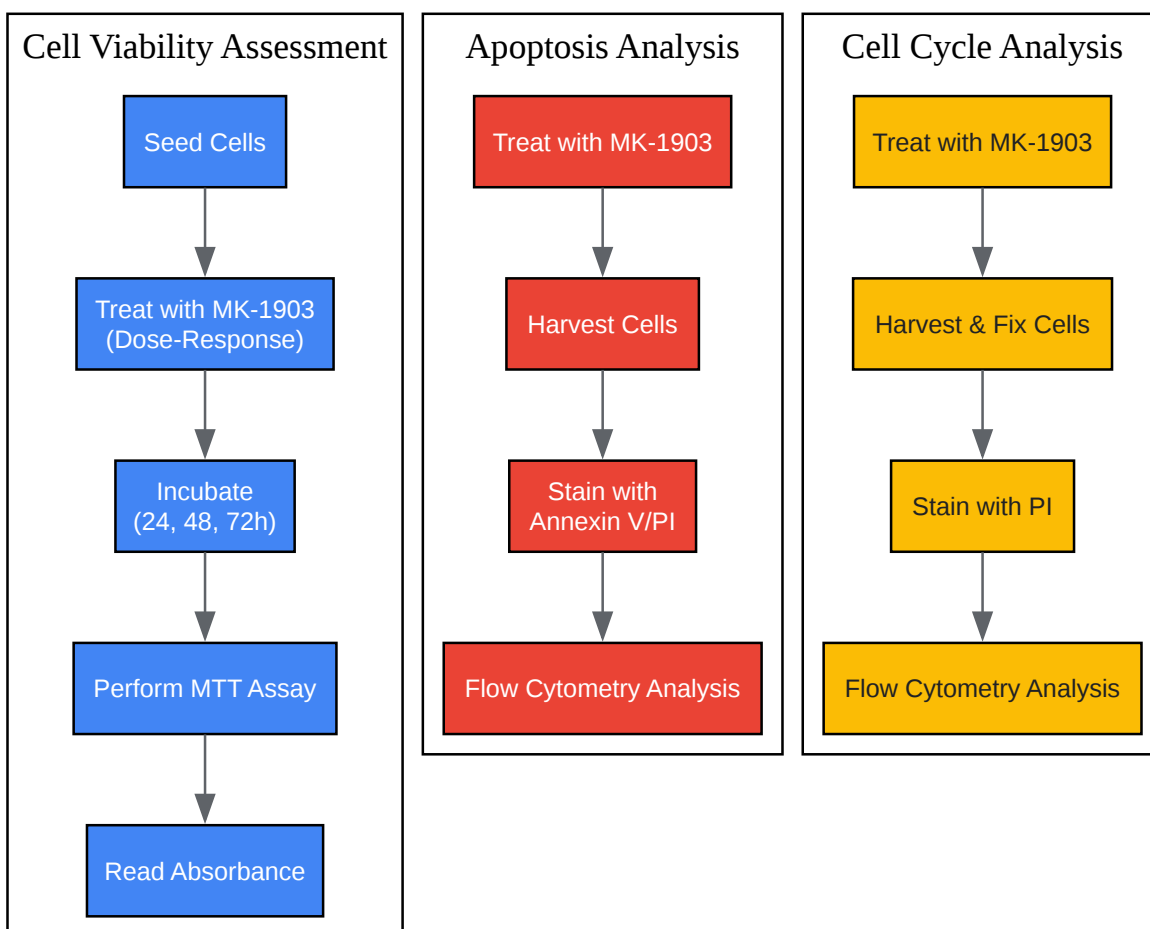 Cell Viability Assessment
Seed Cells
Treat with MK-1903
(Dose-Response)
Incubate
(24, 48, 72h)
Perform MTT Assay
Read Absorbance
Apoptosis Analysis
Treat with MK-1903
Harvest Cells
Stain with
Annexin V/PI
Flow Cytometry Analysis
Cell Cycle Analysis
Treat with MK-1903
Harvest & Fix Cells
Stain with PI
Flow Cytometry Analysis